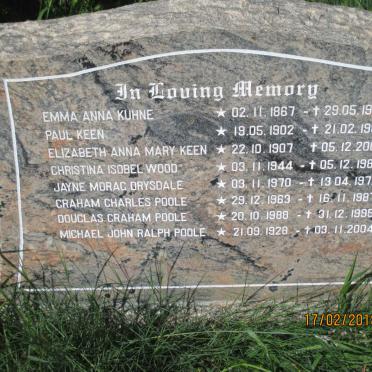 In Loving Memory
EMMA ANNA KUHNE ★ 02.11.1867 - ✝ 29.05.19
PAUL KEEN ★ 19.05.1902 - ✝ 21.02.19
ELIZABETH ANNA MARY KEEN ★ 22.10.1907 ✝ 05.12.20
CHRISTINA ISOBEL WOOD ★ 03.11.1944 - ✝ 05.12.19
JAYNE MORAG DRYSDALE ★ 03.11.1970 - ✝ 13.04.197
GRAHAM CHARLES POOLE ★ 29.12.1963 - ✝ 16.11.198
DOUGLAS GRAHAM POOLE ★ 20.10.1988 - ✝ 31.12.199
MICHAEL JOHN RALPH POOLE ★ 21.09.1928 - ✝ 03.11.2004
17/02/201